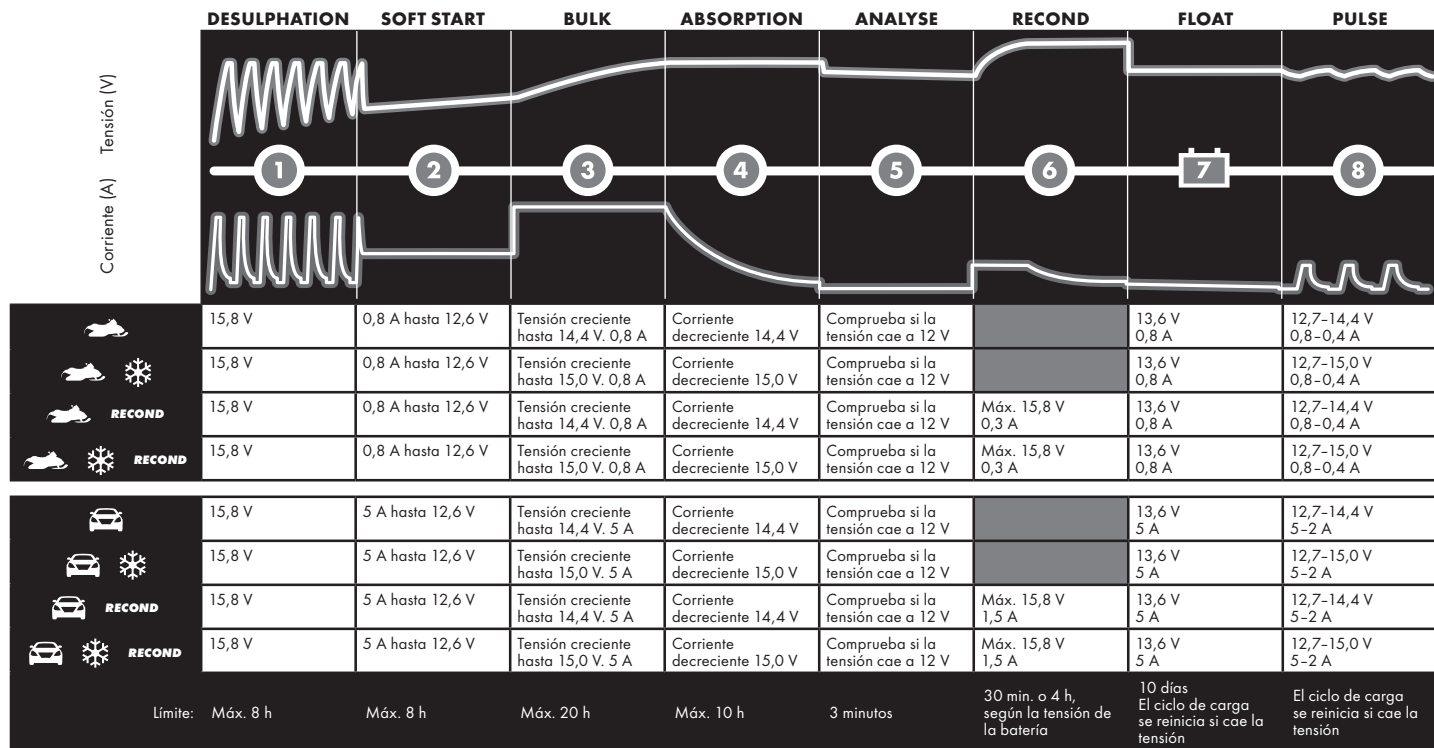 DESULPHATION SOFT START BULK ABSORPTION ANALYSE RECOND FLOAT PULSE
Tensión (V)
Corriente (A)
1 2 3 4 5 6 7 8
15,8 V
0,8 A hasta 12,6 V
Tensión creciente
hasta 14,4 V. 0,8 A
Corriente
decreciente 14,4 V
Comprueba si la
tensión cae a 12 V
13,6 V
0,8 A
12,7–14,4 V
0,8–0,4 A
15,8 V
0,8 A hasta 12,6 V
Tensión creciente
hasta 15,0 V. 0,8 A
Corriente
decreciente 15,0 V
Comprueba si la
tensión cae a 12 V
13,6 V
0,8 A
12,7–15,0 V
0,8–0,4 A
RECOND
15,8 V
0,8 A hasta 12,6 V
Tensión creciente
hasta 14,4 V. 0,8 A
Corriente
decreciente 14,4 V
Comprueba si la
tensión cae a 12 V
Máx. 15,8 V
0,3 A
13,6 V
0,8 A
12,7–14,4 V
0,8–0,4 A
RECOND
15,8 V
0,8 A hasta 12,6 V
Tensión creciente
hasta 15,0 V. 0,8 A
Corriente
decreciente 15,0 V
Comprueba si la
tensión cae a 12 V
Máx. 15,8 V
0,3 A
13,6 V
0,8 A
12,7–15,0 V
0,8–0,4 A
15,8 V
5 A hasta 12,6 V
Tensión creciente
hasta 14,4 V. 5 A
Corriente
decreciente 14,4 V
Comprueba si la
tensión cae a 12 V
13,6 V
5 A
12,7–14,4 V
5–2 A
15,8 V
5 A hasta 12,6 V
Tensión creciente
hasta 15,0 V. 5 A
Corriente
decreciente 15,0 V
Comprueba si la
tensión cae a 12 V
13,6 V
5 A
12,7–15,0 V
5–2 A
RECOND
15,8 V
5 A hasta 12,6 V
Tensión creciente
hasta 14,4 V. 5 A
Corriente
decreciente 14,4 V
Comprueba si la
tensión cae a 12 V
Máx. 15,8 V
1,5 A
13,6 V
5 A
12,7–14,4 V
5–2 A
RECOND
15,8 V
5 A hasta 12,6 V
Tensión creciente
hasta 15,0 V. 5 A
Corriente
decreciente 15,0 V
Comprueba si la
tensión cae a 12 V
Máx. 15,8 V
1,5 A
13,6 V
5 A
12,7–15,0 V
5–2 A
Límite:
Máx. 8 h
Máx. 8 h
Máx. 20 h
Máx. 10 h
3 minutos
30 min. o 4 h,
según la tensión de
la batería
10 días
El ciclo de carga
se reinicia si cae la
tensión
El ciclo de carga
se reinicia si cae la
tensión